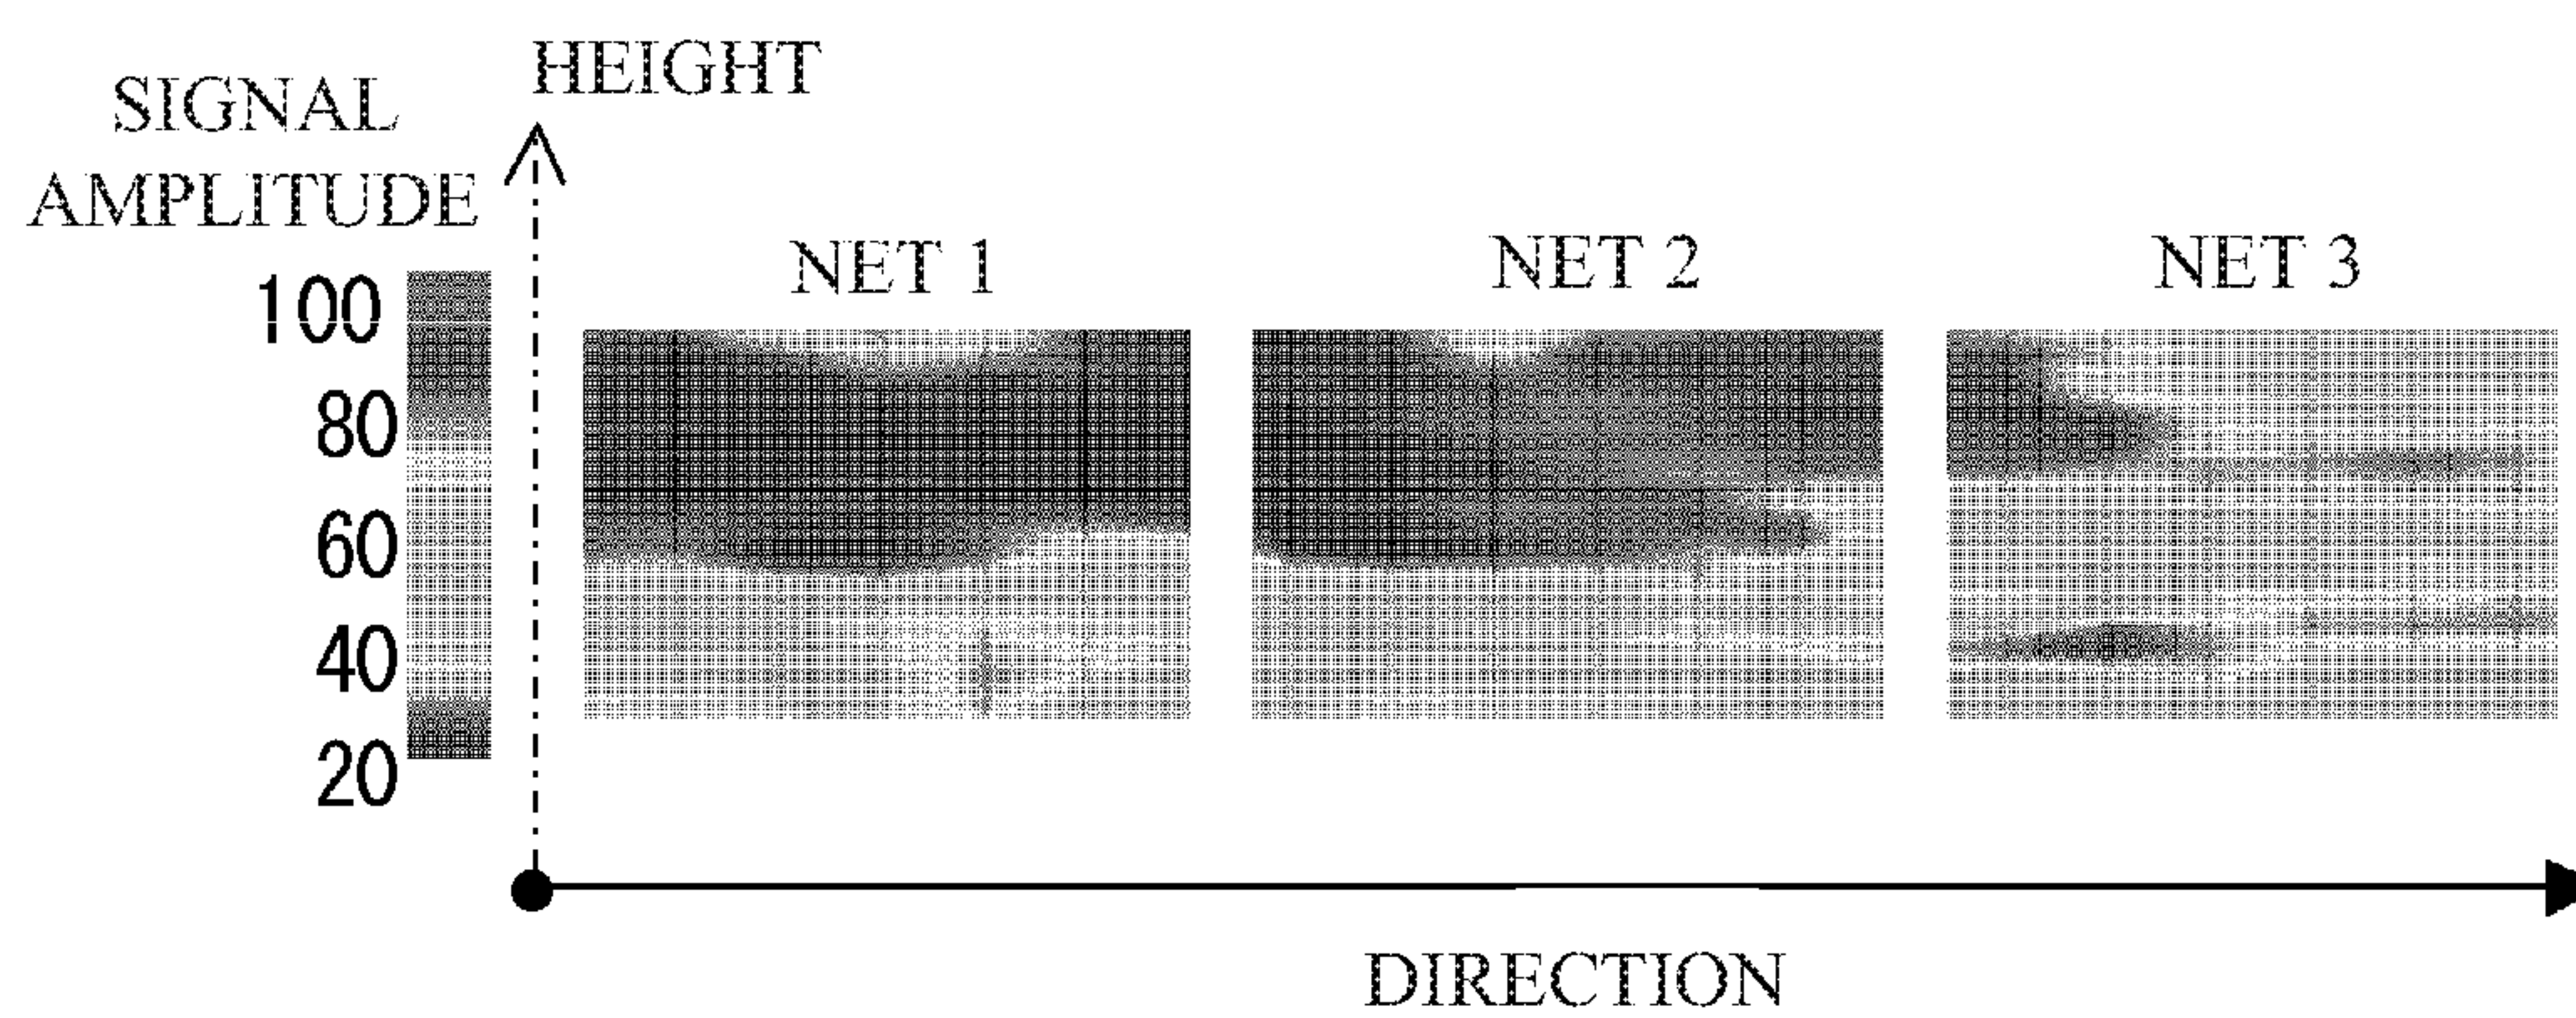 SIGNAL
AMPLITUDE
HEIGHT
NET 1
NET 2
NET 3
100
80
60
40
20
DIRECTION